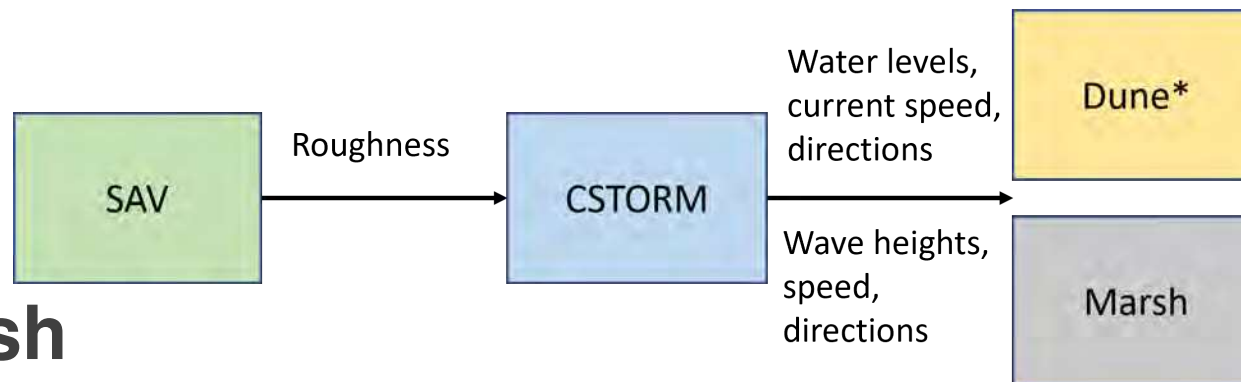 SAV
Roughness
CSTORM
Water levels,
current speed,
directions
Wave heights,
speed,
directions
Dune*
Marsh
sh